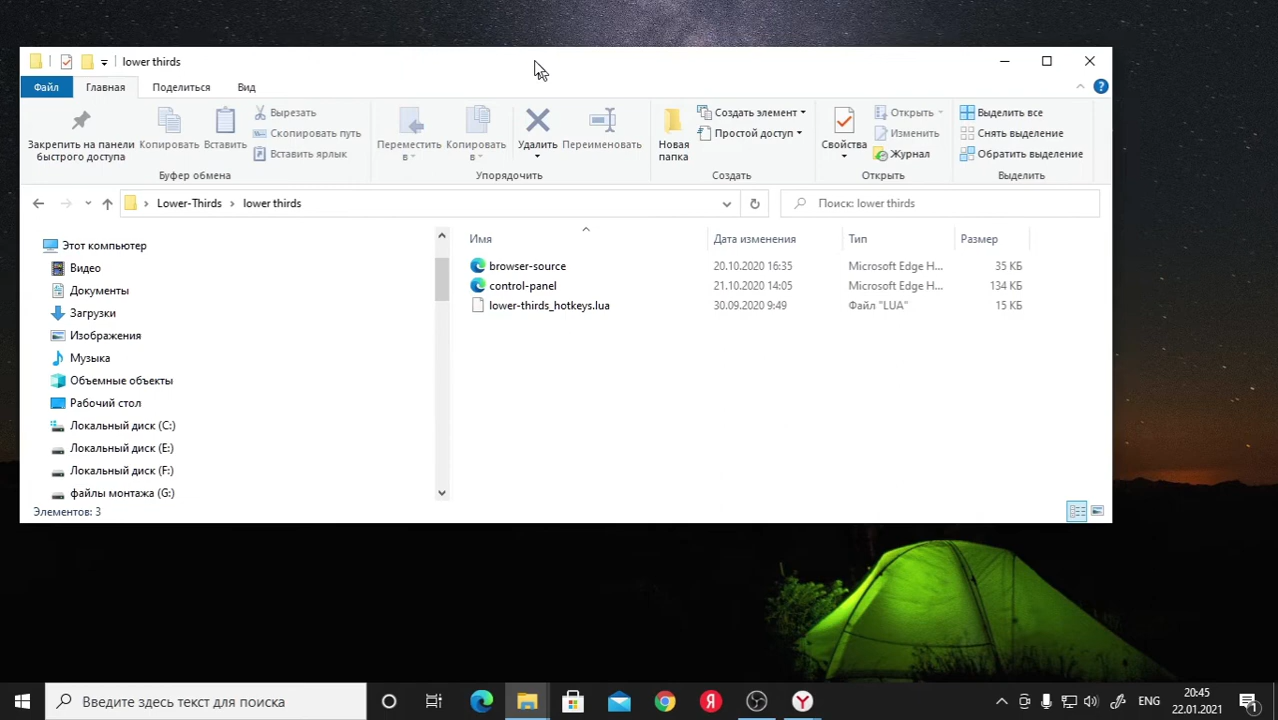 lower thirds
Файл Главная Поделиться Вид
Закрепить на панели быстрого доступа
Копировать
Вставить
Вырезать
Скопировать путь
Вставить ярлык
Буфер обмена
Переместить в
Копировать в
Удалить
Переименовать
Упорядочить
Новая папка
Создать элемент
Простой доступ
Создать
Свойства
Открыть
Изменить
Журнал
Открыть
Выделить все
Снять выделение
Обратить выделение
Выделить
Lower-Thirds > lower thirds
Поиск: lower thirds
Этот компьютер
Видео
Документы
Загрузки
Изображения
Музыка
Объемные объекты
Рабочий стол
Локальный диск (C:)
Локальный диск (E:)
Локальный диск (F:)
файлы монтажа (G:)
Имя Дата изменения Тип Размер
browser-source 20.10.2020 16:35 Microsoft Edge H... 35 КБ
control-panel 21.10.2020 14:05 Microsoft Edge H... 134 КБ
lower-thirds_hotkeys.lua 30.09.2020 9:49 Файл "LUA" 15 КБ
Элементов: 3
Введите здесь текст для поиска
ENG
20:45
22.01.2021
1